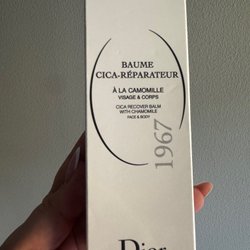 BAUME
CICA-RÉPARATEUR
À LA CAMOMILLE
VISAGE & CORPS
CICA RECOVER BALM
WITH CHAMOMILE
FACE & BODY
1967
Dior